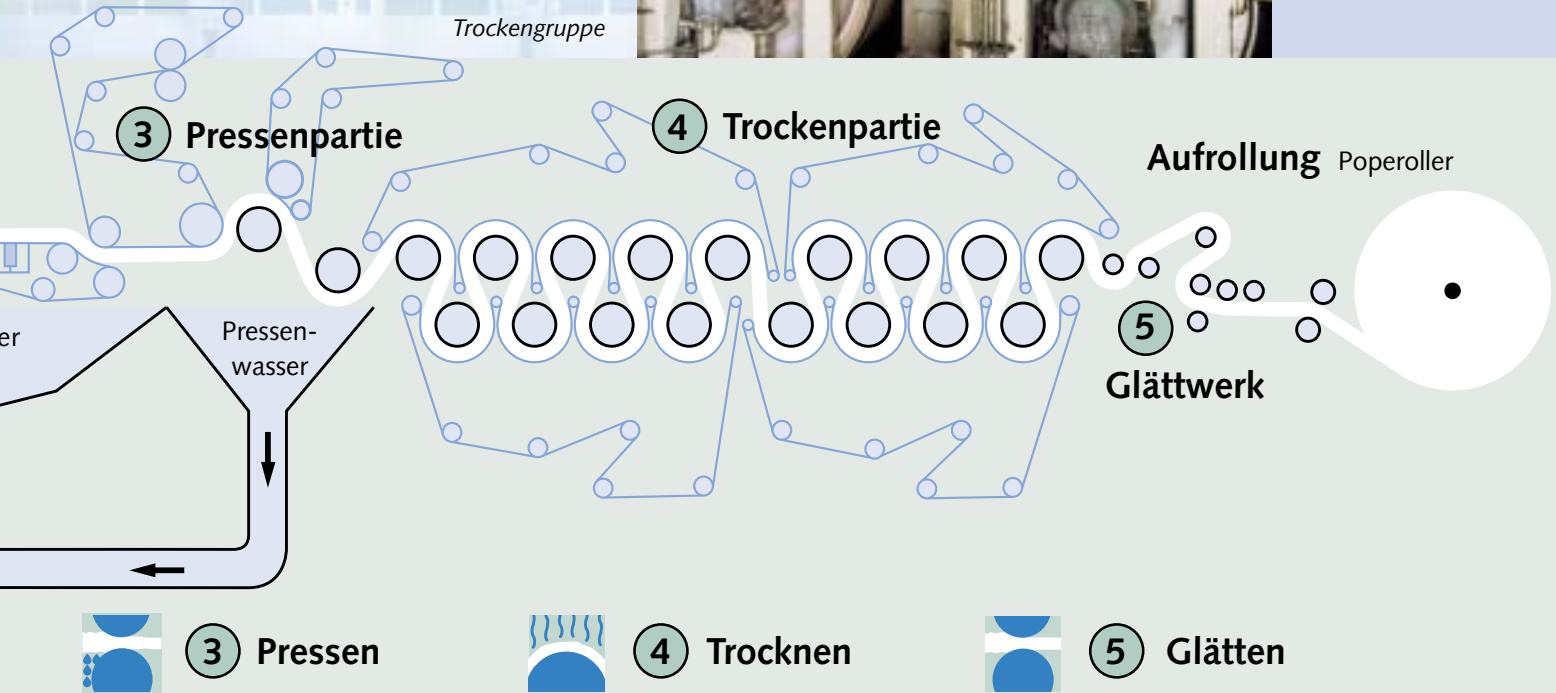 Trockengruppe
3 Pressenpartie
4 Trockenpartie
Aufrollung Poperoller
Pressen-
wasser
5
Glättwerk
3 Pressen
4 Trocknen
5 Glätten